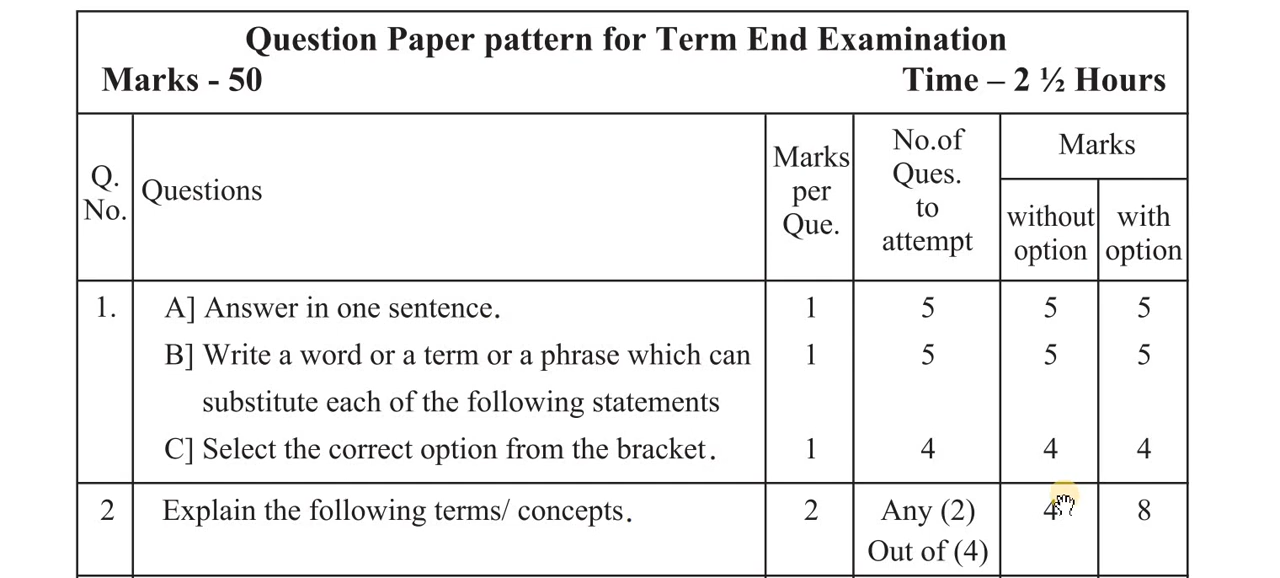 Question Paper pattern for Term End Examination
Marks - 50 Time – 2 ½ Hours
Q. No. Questions Marks per Que. No.of Ques. to attempt Marks
without option with option
1. A] Answer in one sentence. 1 5 5 5
B] Write a word or a term or a phrase which can 1 5 5 5
substitute each of the following statements
C] Select the correct option from the bracket. 1 4 4 4
2 Explain the following terms/ concepts. 2 Any (2) 4 8
Out of (4)